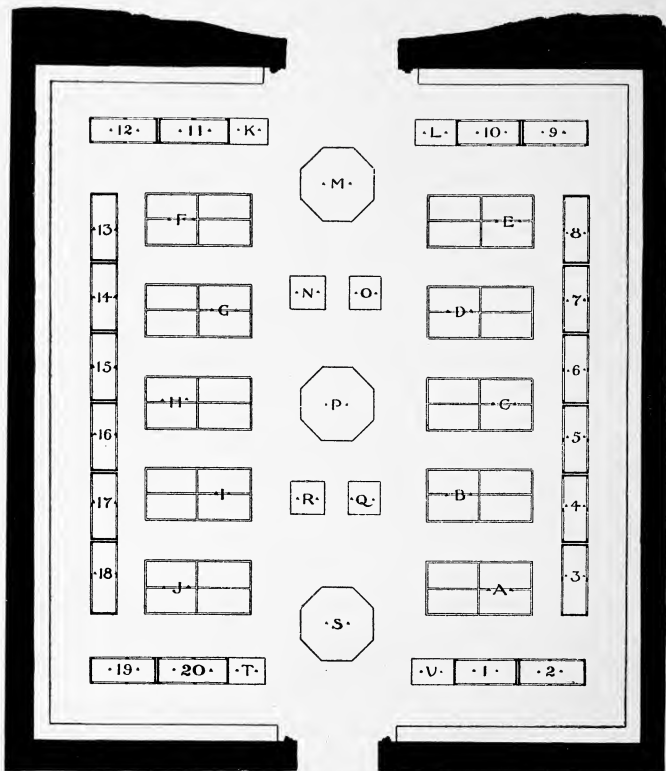 ·12· ·11· ·K· ·L· ·10· ·9·
·M·
·13· ·F· ·E· ·8·
·14· ·G· ·N· ·O· ·D· ·7·
·15· ·6·
·H· ·P· ·C·
·16· ·5·
·17· ·I· ·R· ·Q· ·B· ·4·
·18· ·J· ·A· ·3·
·S·
·19· ·20· ·T· ·U· ·1· ·2·